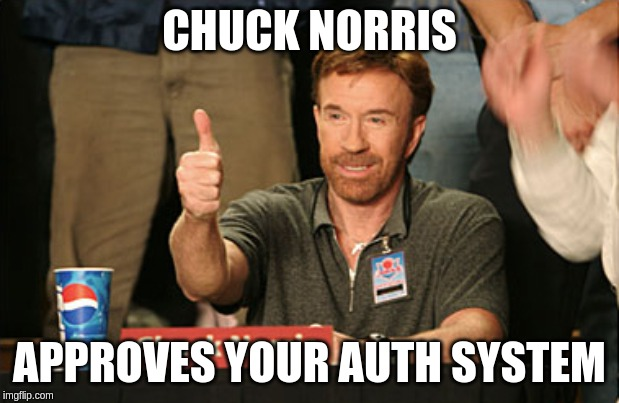 CHUCK NORRIS
APPROVES YOUR AUTH SYSTEM
imgflip.com